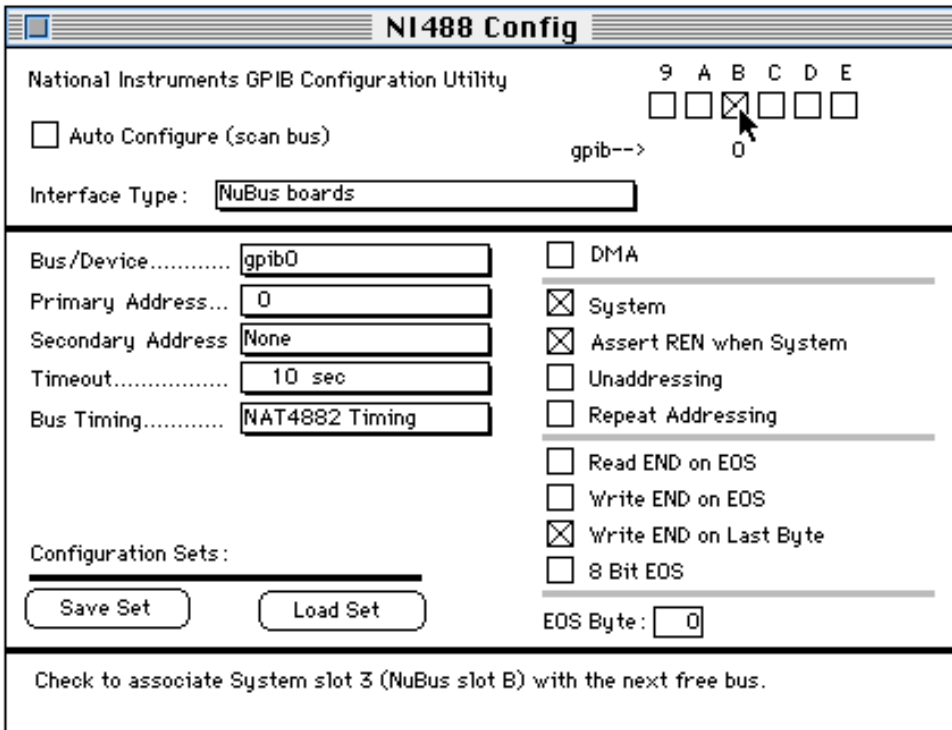 NI488 Config
National Instruments GPIB Configuration Utility
9 A B C D E
Auto Configure (scan bus)
gpib--> 0
Interface Type: NuBus boards
Bus/Device............ gpib0
Primary Address... 0
Secondary Address None
Timeout................. 10 sec
Bus Timing............ NAT4882 Timing
DMA
System
Assert REN when System
Unaddressing
Repeat Addressing
Read END on EOS
Write END on EOS
Write END on Last Byte
8 Bit EOS
Configuration Sets:
Save Set Load Set
EOS Byte: 0
Check to associate System slot 3 (NuBus slot B) with the next free bus.